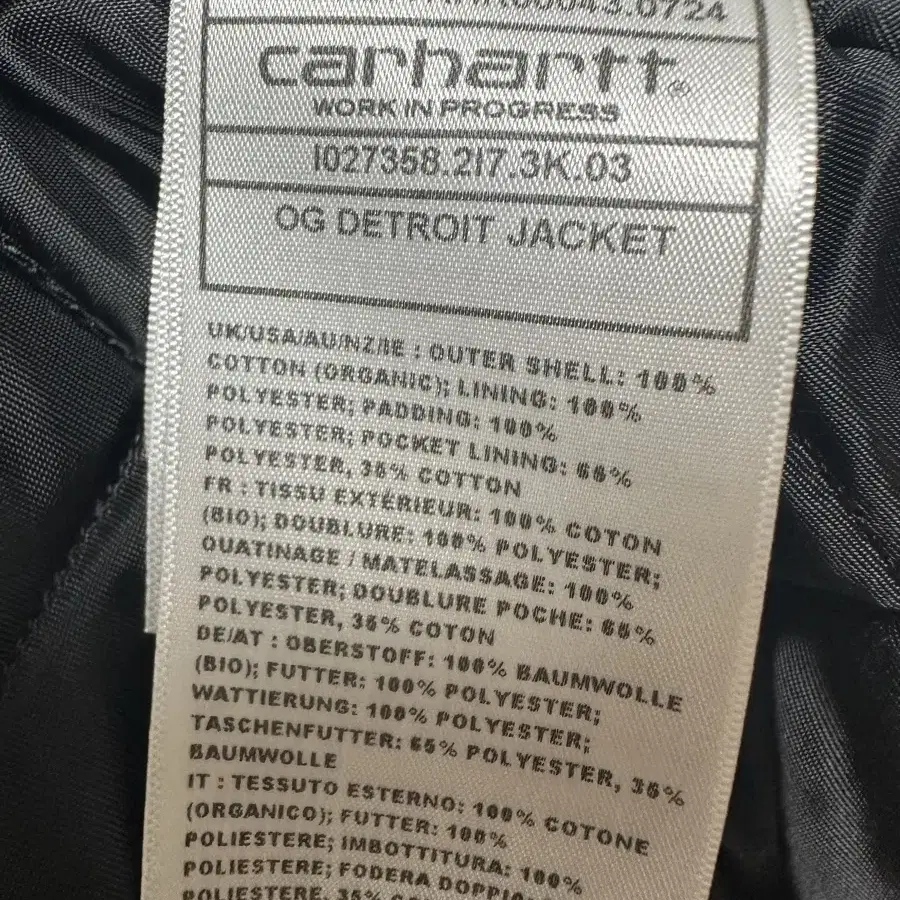 carhartt®
WORK IN PROGRESS
I027358.2I7.3K.03
OG DETROIT JACKET
UK/USA/AU/NZ/IE : OUTER SHELL: 100%
COTTON (ORGANIC); LINING: 100%
POLYESTER; PADDING: 100%
POLYESTER; POCKET LINING: 65%
POLYESTER, 35% COTTON
FR : TISSU EXTÉRIEUR: 100% COTON
(BIO); DOUBLURE: 100% POLYESTER;
OUATINAGE / MATELASSAGE: 100%
POLYESTER; DOUBLURE POCHE: 65%
POLYESTER, 35% COTON
DE/AT : OBERSTOFF: 100% BAUMWOLLE
(BIO); FUTTER: 100% POLYESTER;
WATTIERUNG: 100% POLYESTER;
TASCHENFUTTER: 65% POLYESTER, 35%
BAUMWOLLE
IT : TESSUTO ESTERNO: 100% COTONE
(ORGANICO); FUTTER: 100%
POLIESTERE; IMBOTTITURA: 100%
POLIESTERE; FODERA
POLIESTERE, 35%